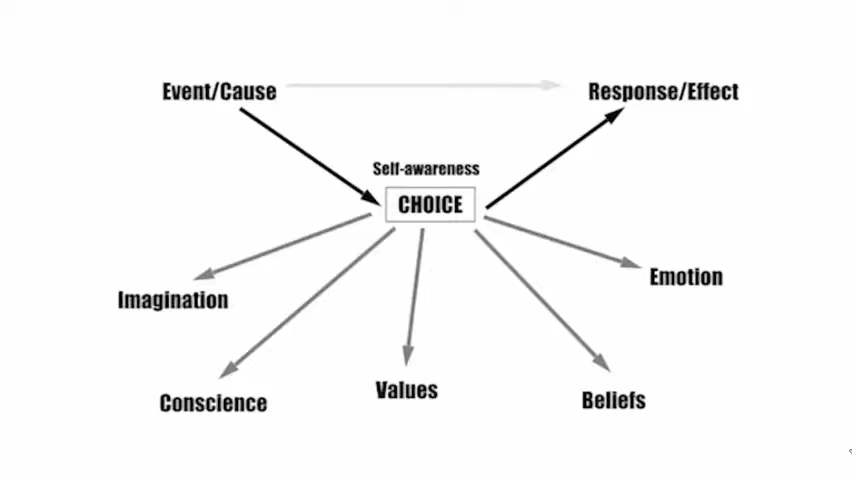 Event/Cause
Response/Effect
Self-awareness
CHOICE
Imagination
Emotion
Conscience
Values
Beliefs